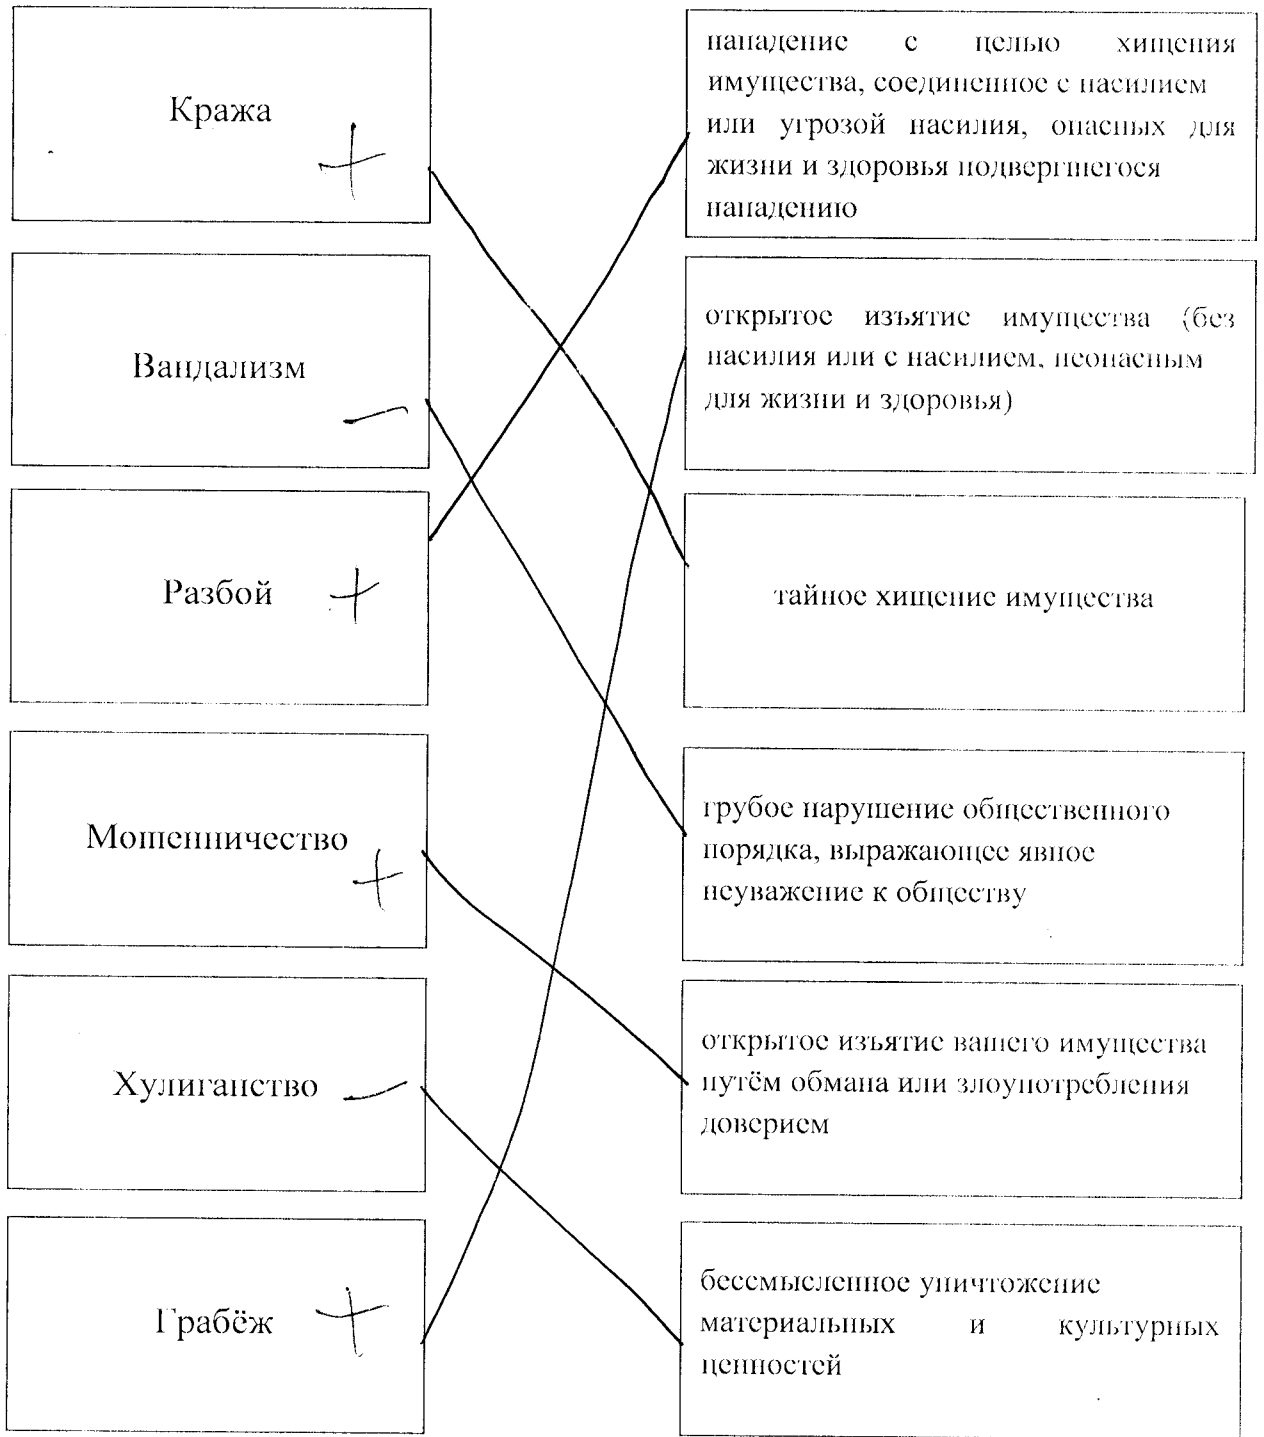 Кража
+
нападение с целью хищения
имущества, соединенное с насилием
или угрозой насилия, опасных для
жизни и здоровья подвергшегося
нападению
Вандализм
–
открытое изъятие имущества (без
насилия или с насилием, неопасным
для жизни и здоровья)
Разбой +
тайное хищение имущества
Мошенничество
+
грубое нарушение общественного
порядка, выражающее явное
неуважение к обществу
Хулиганство –
открытое изъятие вашего имущества
путём обмана или злоупотребления
доверием
Грабёж +
бессмысленное уничтожение
материальных и культурных
ценностей